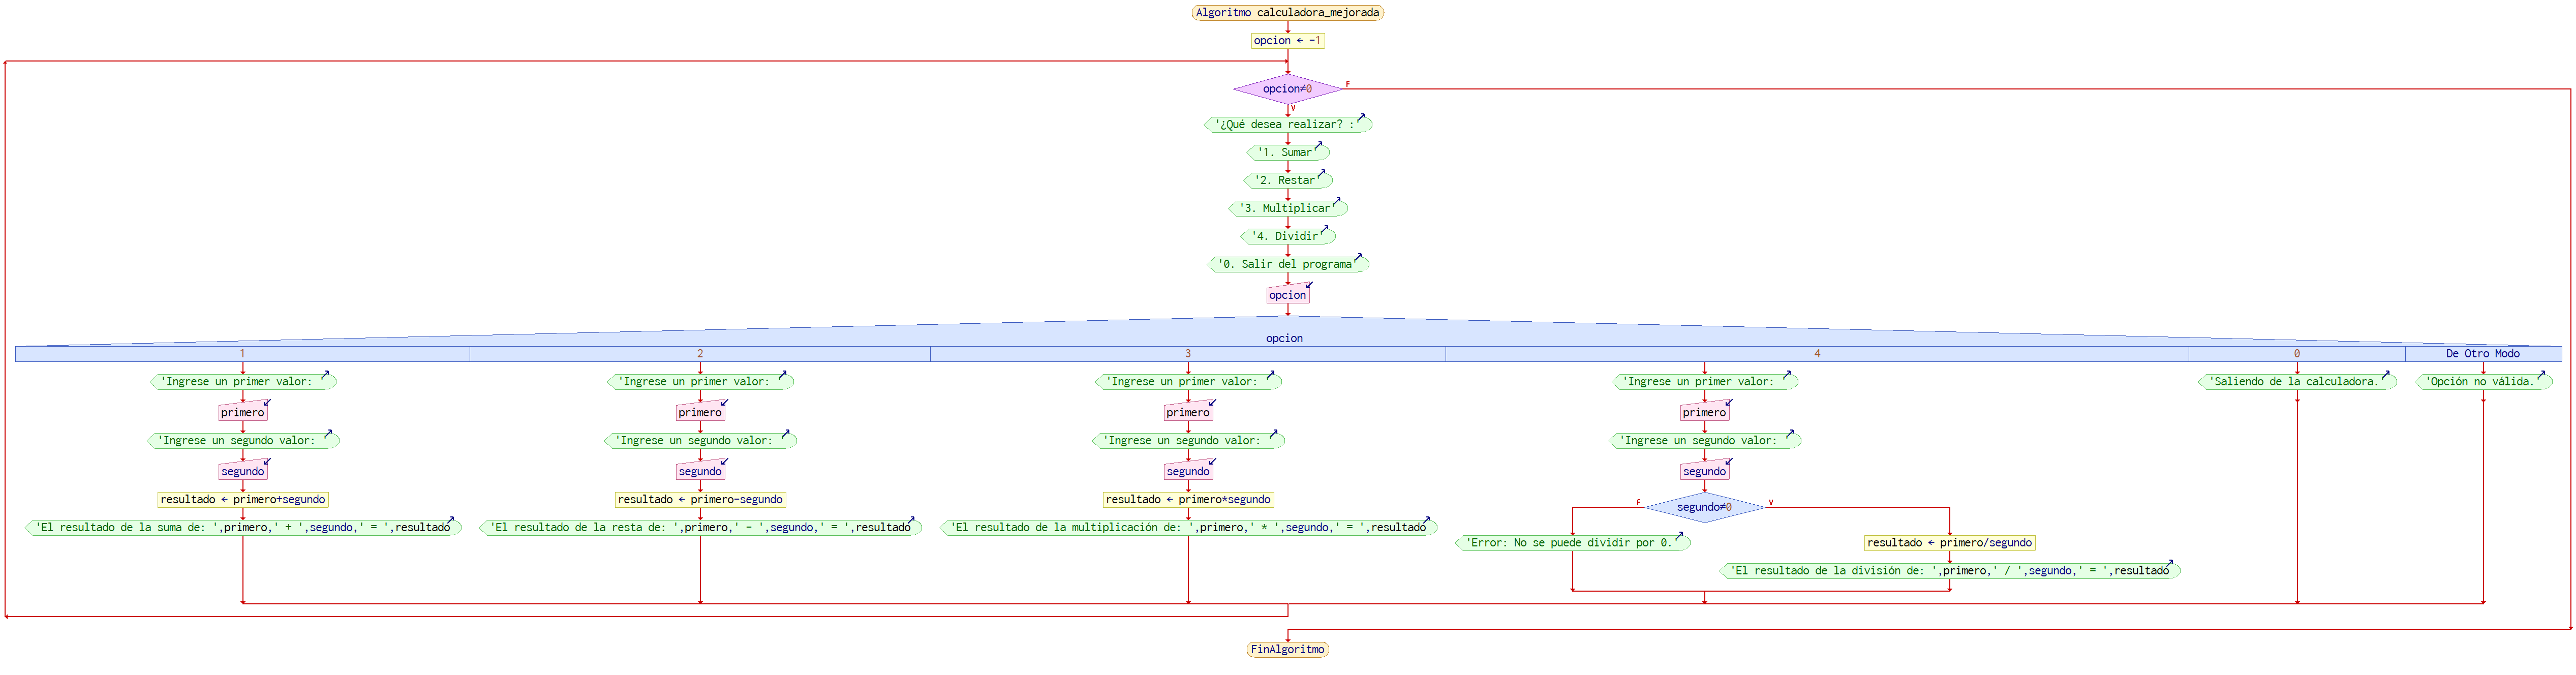 Algoritmo calculadora_mejorada
opcion ← -1
opcion≠0
F
V
'¿Qué desea realizar? :'
'1. Sumar'
'2. Restar'
'3. Multiplicar'
'4. Dividir'
'0. Salir del programa'
opcion
opcion
1
2
3
4
0
De Otro Modo
'Ingrese un primer valor: '
primero
'Ingrese un segundo valor: '
segundo
resultado ← primero+segundo
'El resultado de la suma de: ',primero,' + ',segundo,' = ',resultado
'Ingrese un primer valor: '
primero
'Ingrese un segundo valor: '
segundo
resultado ← primero-segundo
'El resultado de la resta de: ',primero,' - ',segundo,' = ',resultado
'Ingrese un primer valor: '
primero
'Ingrese un segundo valor: '
segundo
resultado ← primero*segundo
'El resultado de la multiplicación de: ',primero,' * ',segundo,' = ',resultado
'Ingrese un primer valor: '
primero
'Ingrese un segundo valor: '
segundo
segundo≠0
F
V
'Error: No se puede dividir por 0.'
resultado ← primero/segundo
'El resultado de la división de: ',primero,' / ',segundo,' = ',resultado
'Saliendo de la calculadora.'
'Opción no válida.'
FinAlgoritmo